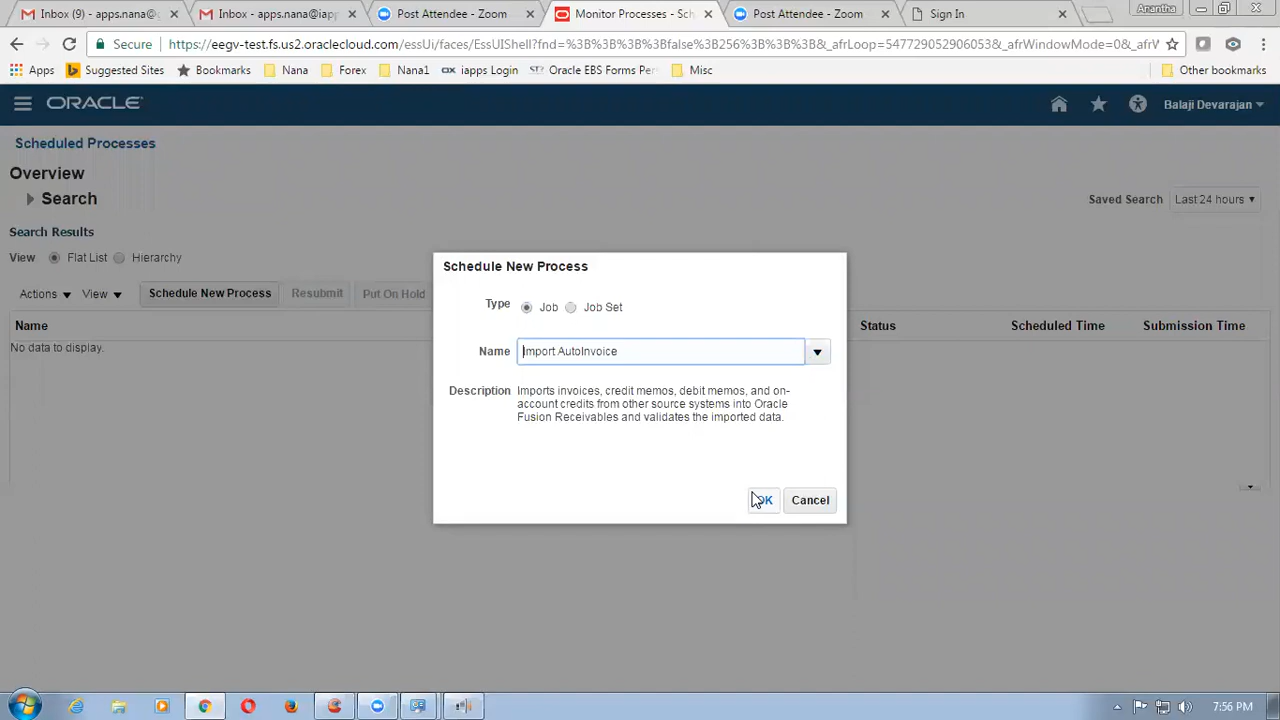 Inbox (9) - apps.nana@
Inbox - apps.nana@iapp
Post Attendee - Zoom
Monitor Processes - Sch
Post Attendee - Zoom
Sign In
Anantha
Secure
https://eegv-test.fs.us2.oraclecloud.com/essUi/faces/EssUIShell?fnd=%3B%3B%3B%3Bfalse%3B256%3B%3B%3B&_afrLoop=547729052906053&_afrWindowMode=0&_afrW
Apps
Suggested Sites
Bookmarks
Nana
Forex
Nana1
iapps Login
Oracle EBS Forms Per
Misc
Other bookmarks
ORACLE
Balaji Devarajan
Scheduled Processes
Overview
Search
Saved Search Last 24 hours
Search Results
View Flat List Hierarchy
Actions View Schedule New Process Resubmit Put On Hold
Name Status Scheduled Time Submission Time
No data to display.
Schedule New Process
Type Job Job Set
Name Import AutoInvoice
Description Imports invoices, credit memos, debit memos, and on-
account credits from other source systems into Oracle
Fusion Receivables and validates the imported data.
OK Cancel
7:56 PM